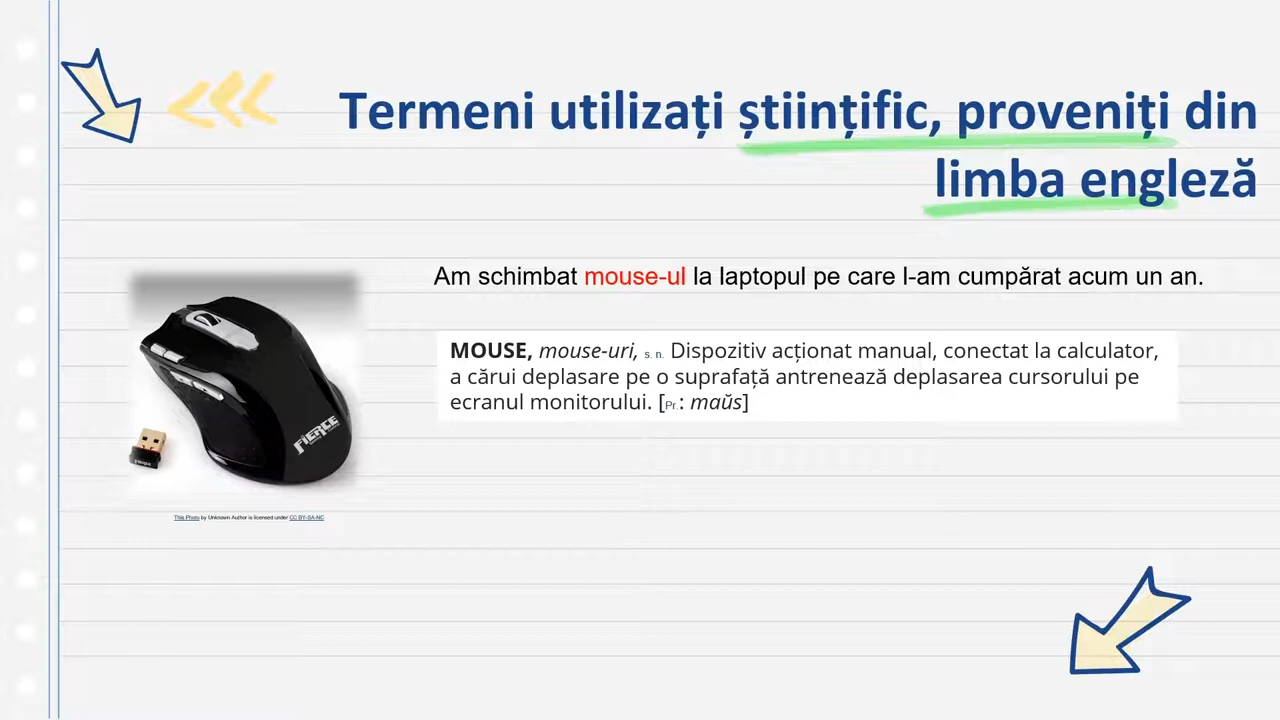 Termeni utilizați științific, proveniți din
limba engleză
Am schimbat mouse-ul la laptopul pe care l-am cumpărat acum un an.
MOUSE, mouse-uri, s. n. Dispozitiv acționat manual, conectat la calculator,
a cărui deplasare pe o suprafață antrenează deplasarea cursorului pe
ecranul monitorului. [Pr.: maŭs]
FIERCE
This Photo by Unknown Author is licensed under CC BY-SA-NC